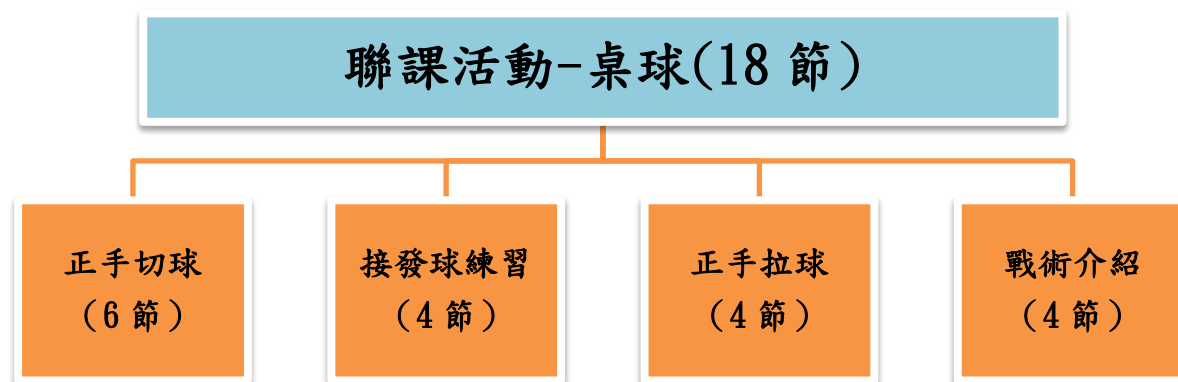 聯課活動-桌球(18 節)
正手切球
(6 節)
接發球練習
(4 節)
正手拉球
(4 節)
戰術介紹
(4 節)